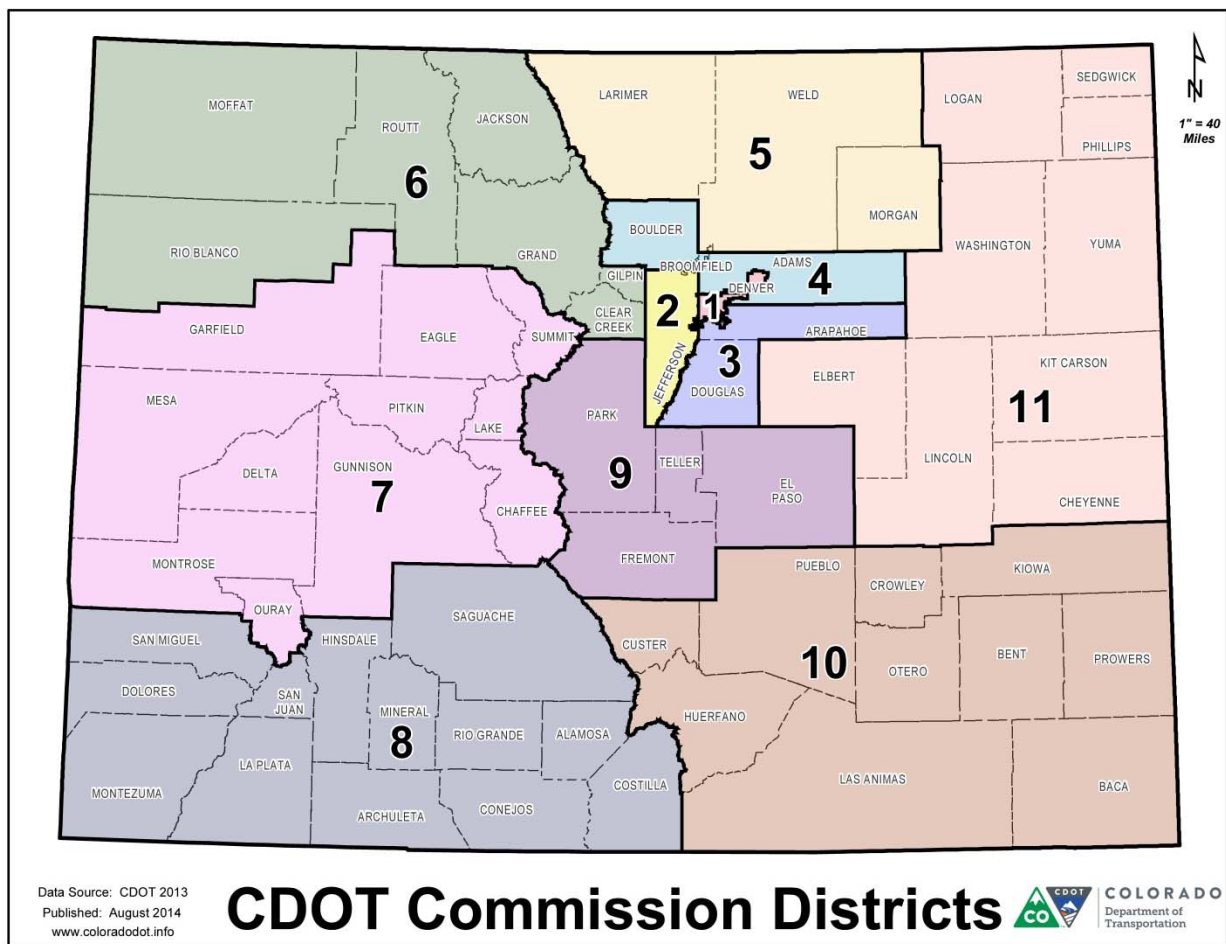 MOFFAT
ROUTT
JACKSON
LARIMER
WELD
LOGAN
SEDGWICK
PHILLIPS
N
1" = 40
Miles
6
5
RIO BLANCO
GRAND
BOULDER
MORGAN
WASHINGTON
YUMA
GILPIN
BROOMFIELD
ADAMS
4
DENVER
1
2
CLEAR
CREEK
GARFIELD
EAGLE
SUMMIT
JEFFERSON
ARAPAHOE
3
DOUGLAS
ELBERT
KIT CARSON
11
MESA
PITKIN
LAKE
PARK
DELTA
GUNNISON
7
9
TELLER
EL
PASO
LINCOLN
CHEYENNE
CHAFFEE
MONTROSE
FREMONT
PUEBLO
CROWLEY
KIOWA
OURAY
SAN MIGUEL
HINSDALE
SAGUACHE
CUSTER
10
OTERO
BENT
PROWERS
DOLORES
SAN
JUAN
MINERAL
8
RIO GRANDE
ALAMOSA
HUERFANO
LA PLATA
MONTEZUMA
ARCHULETA
CONEJOS
COSTILLA
LAS ANIMAS
BACA
Data Source: CDOT 2013
Published: August 2014
www.coloradodot.info
CDOT Commission Districts
CO
CDOT
COLORADO
Department of
Transportation